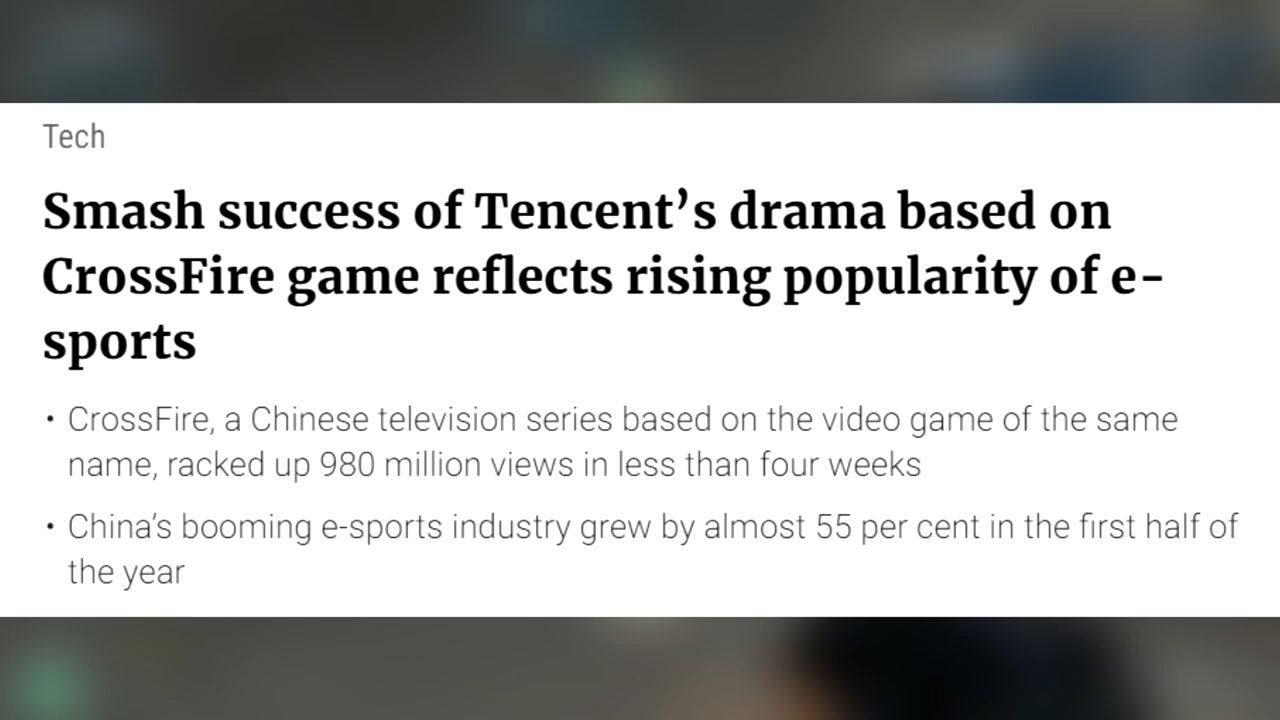 Tech
Smash success of Tencent’s drama based on
CrossFire game reflects rising popularity of e-
sports
• CrossFire, a Chinese television series based on the video game of the same
name, racked up 980 million views in less than four weeks
• China’s booming e-sports industry grew by almost 55 per cent in the first half of
the year